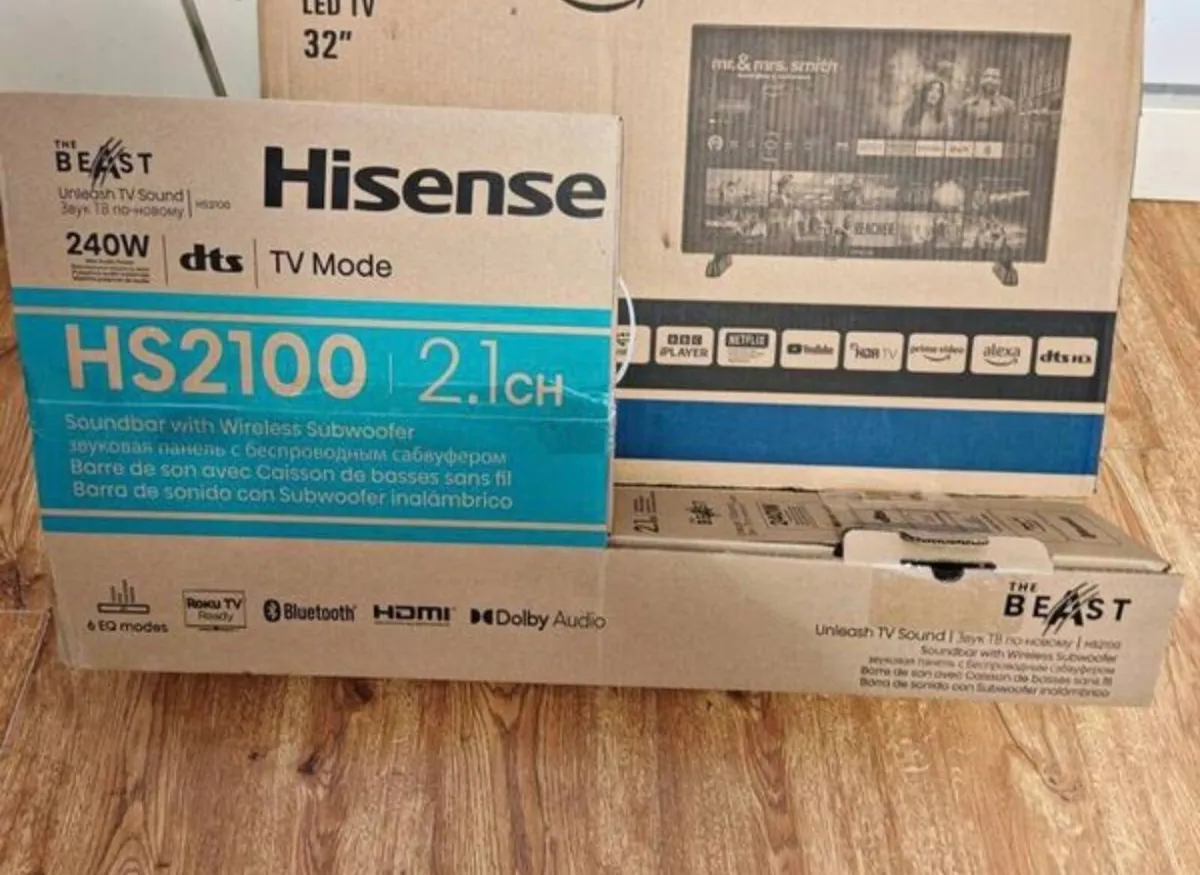 LED TV
32"
mr. & mrs. smith
REACHER
BBC
iPLAYER
NETFLIX
YouTube
HDR TV
prime video
alexa
dts HD
THE
BEAST
Unleash TV Sound
Звук ТВ по-новому
HS2100
Hisense
240W
dts
TV Mode
HS2100
2.1CH
Soundbar with Wireless Subwoofer
звуковая панель с беспроводным сабвуфером
Barre de son avec Caisson de basses sans fil
Barra de sonido con Subwoofer inalámbrico
6 EQ modes
Roku TV
Ready
Bluetooth
HDMI
Dolby Audio
THE
BEAST
Unleash TV Sound | Звук ТВ по-новому | HS2100
Soundbar with Wireless Subwoofer
звуковая панель с беспроводным сабвуфером
Barre de son avec Caisson de basses sans fil
Barra de sonido con Subwoofer inalámbrico